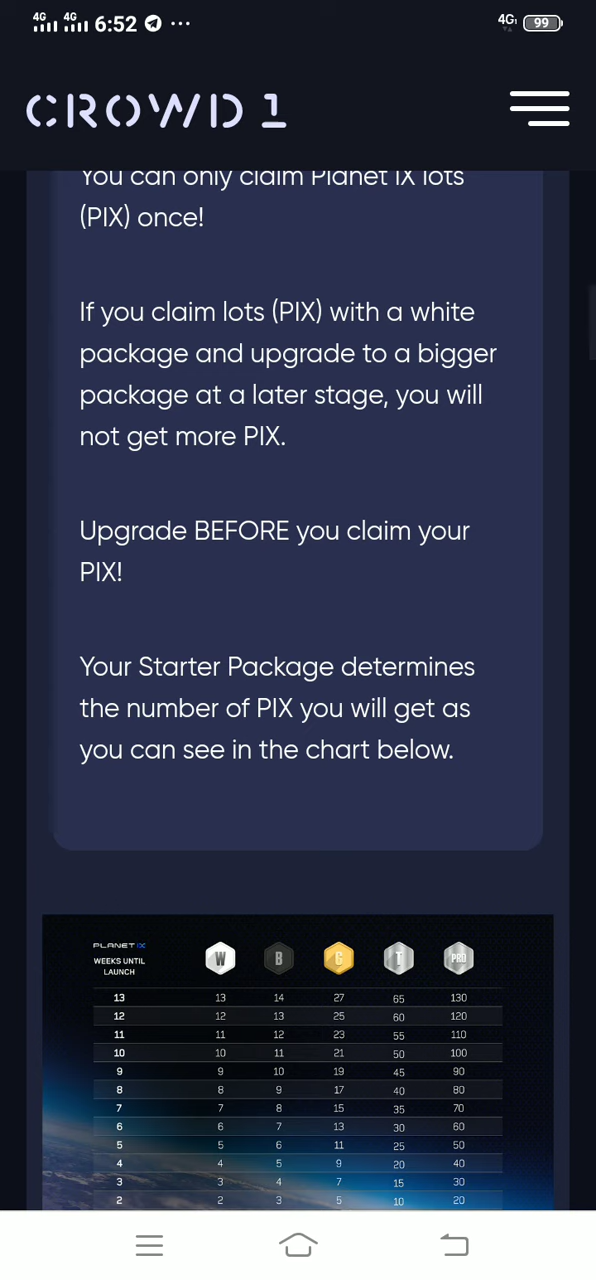 4G 4G 6:52 ... 4G 99
CROWD 1
You can only claim Planet IX lots
(PIX) once!
If you claim lots (PIX) with a white
package and upgrade to a bigger
package at a later stage, you will
not get more PIX.
Upgrade BEFORE you claim your
PIX!
Your Starter Package determines
the number of PIX you will get as
you can see in the chart below.
PLANET IX
WEEKS UNTIL
LAUNCH
W B G T PRO
13 13 14 27 65 130
12 12 13 25 60 120
11 11 12 23 55 110
10 10 11 21 50 100
9 9 10 19 45 90
8 8 9 17 40 80
7 7 8 15 35 70
6 6 7 13 30 60
5 5 6 11 25 50
4 4 5 9 20 40
3 3 4 7 15 30
2 2 3 5 10 20